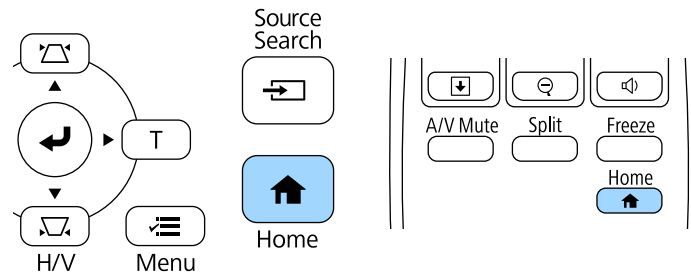 Source
Search
T
H/V
Menu
Home
A/V Mute
Split
Freeze
Home